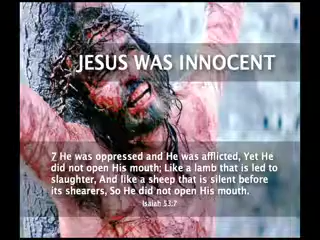 JESUS WAS INNOCENT
7 He was oppressed and He was afflicted, Yet He
did not open His mouth; Like a lamb that is led to
slaughter, And like a sheep that is silent before
its shearers, So He did not open His mouth.
Isaiah 53:7